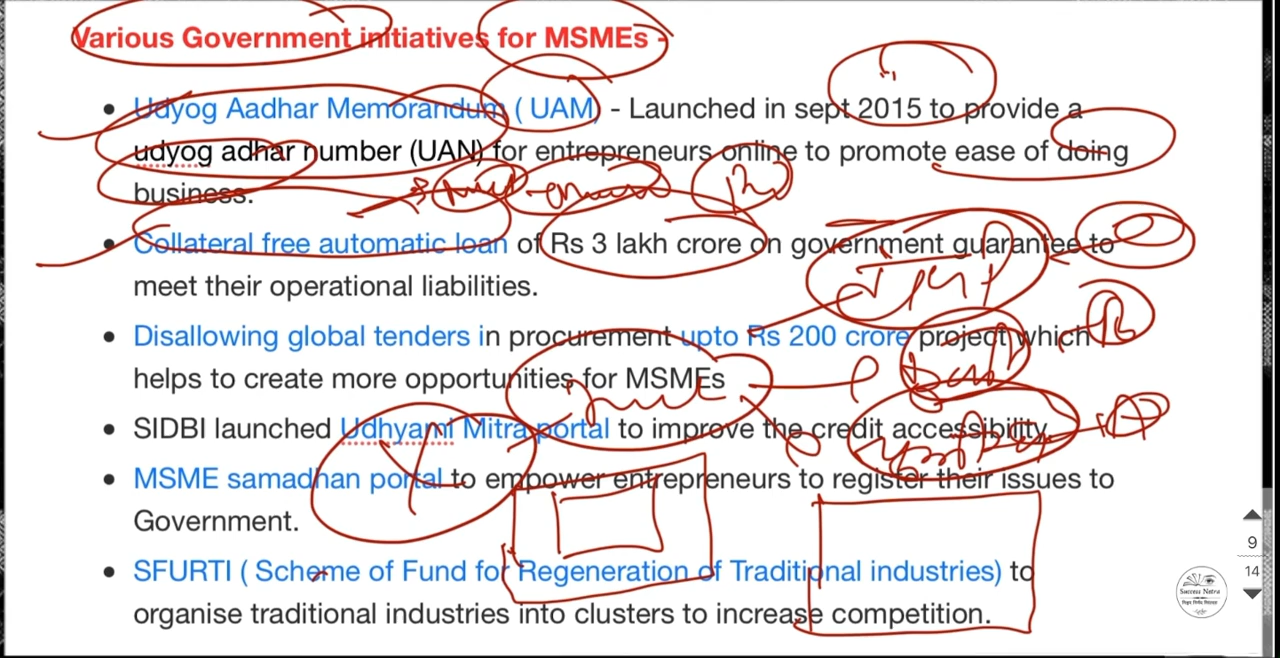 Various Government initiatives for MSMEs -
• Udyog Aadhar Memorandum ( UAM) - Launched in sept 2015 to provide a
udyog adhar number (UAN) for entrepreneurs online to promote ease of doing
business.
• Collateral free automatic loan of Rs 3 lakh crore on government guarantee to
meet their operational liabilities.
• Disallowing global tenders in procurement upto Rs 200 crore project which
helps to create more opportunities for MSMEs
• SIDBI launched Udhyami Mitra portal to improve the credit accessibility.
• MSME samadhan portal to empower entrepreneurs to register their issues to
Government.
• SFURTI ( Scheme of Fund for Regeneration of Traditional industries) to
organise traditional industries into clusters to increase competition.
9
14
Success Notra